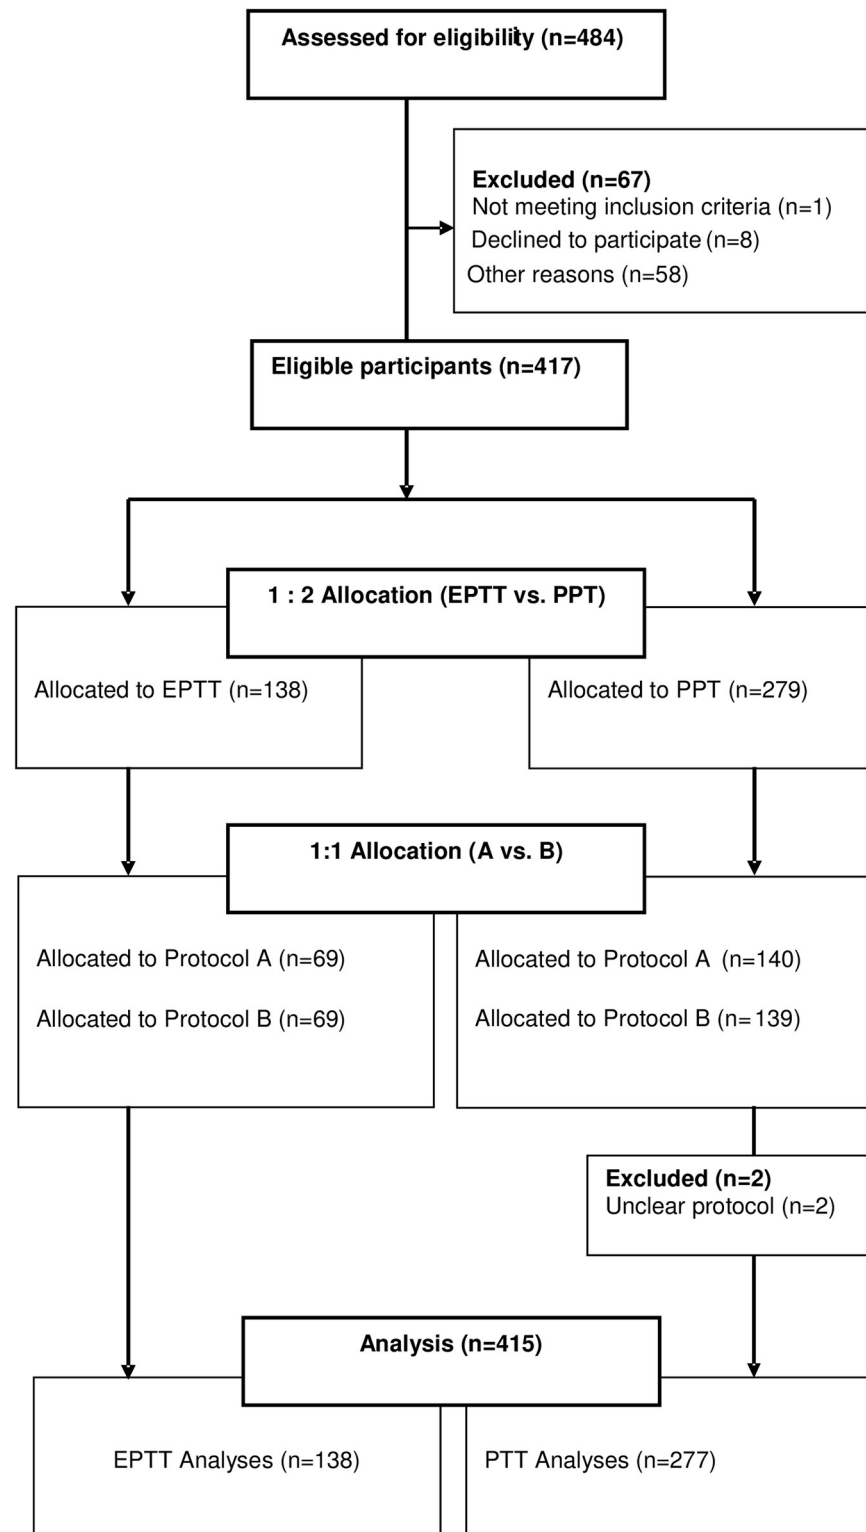 Assessed for eligibility (n=484)
Excluded (n=67)
Not meeting inclusion criteria (n=1)
Declined to participate (n=8)
Other reasons (n=58)
Eligible participants (n=417)
1 : 2 Allocation (EPTT vs. PPT)
Allocated to EPTT (n=138)
Allocated to PPT (n=279)
1:1 Allocation (A vs. B)
Allocated to Protocol A (n=69)
Allocated to Protocol B (n=69)
Allocated to Protocol A (n=140)
Allocated to Protocol B (n=139)
Excluded (n=2)
Unclear protocol (n=2)
Analysis (n=415)
EPTT Analyses (n=138)
PTT Analyses (n=277)